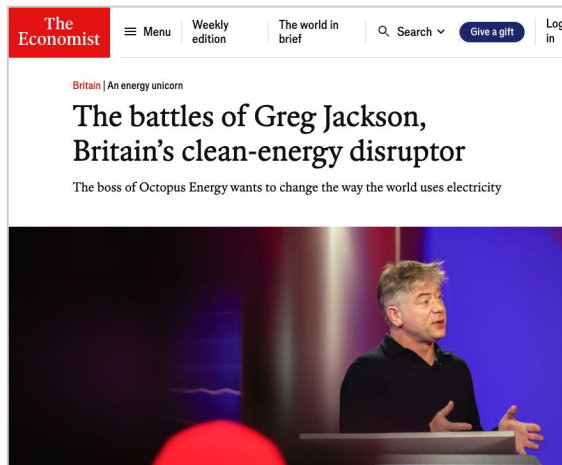 The
Economist
Menu
Weekly
edition
The world in
brief
Search
Give a gift
Log
in
Britain | An energy unicorn
The battles of Greg Jackson,
Britain’s clean-energy disruptor
The boss of Octopus Energy wants to change the way the world uses electricity